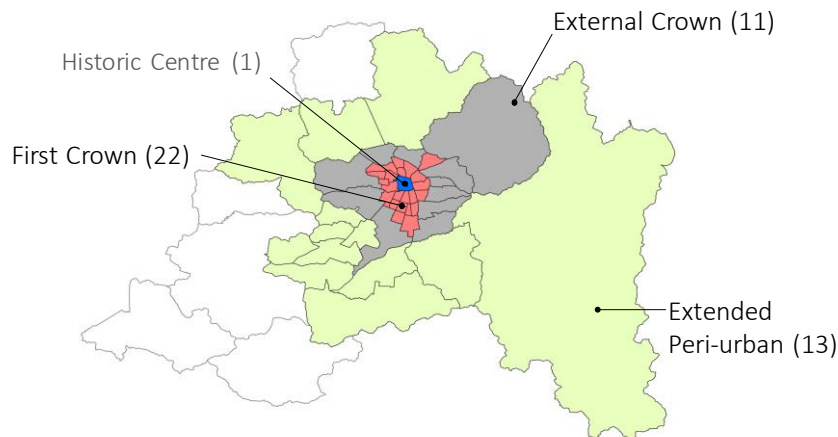 External Crown (11)
Historic Centre (1)
First Crown (22)
Extended
Peri-urban (13)